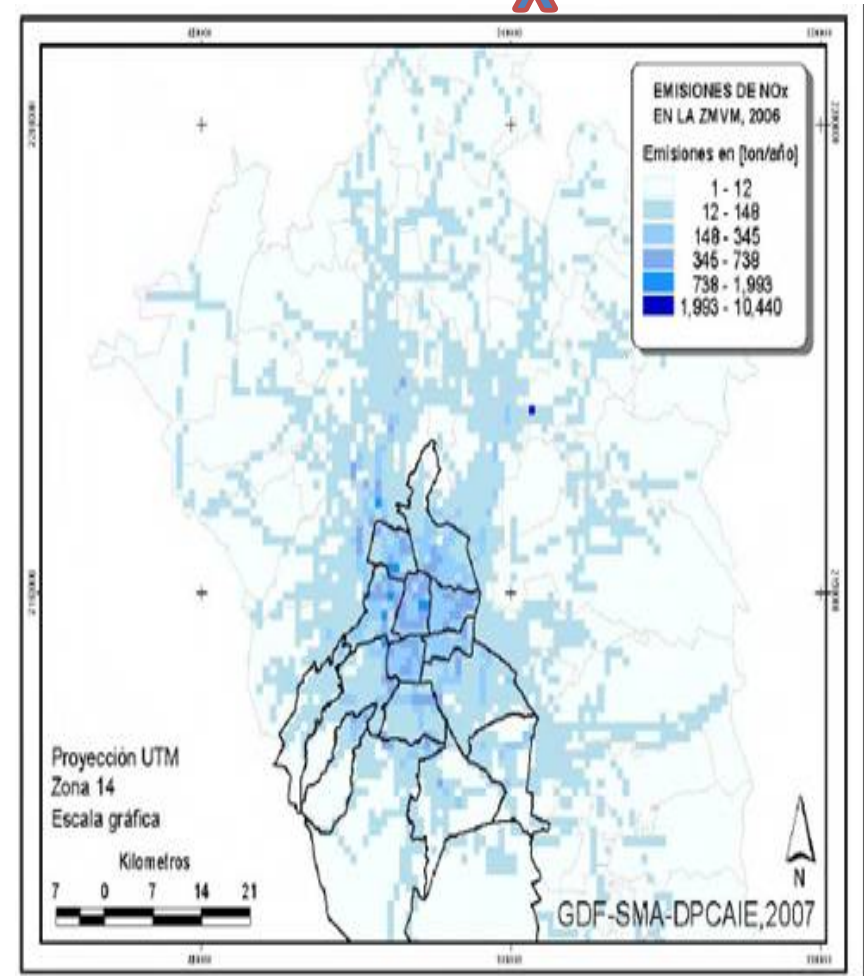 EMISIONES DE NOx
EN LA ZMVM, 2006
Emisiones en [ton/año]
1 - 12
12 - 148
148 - 345
345 - 738
738 - 1,993
1,993 - 10,440
Proyección UTM
Zona 14
Escala gráfica
Kilometros
7 0 7 14 21
N
GDF-SMA-DPCAIE,2007